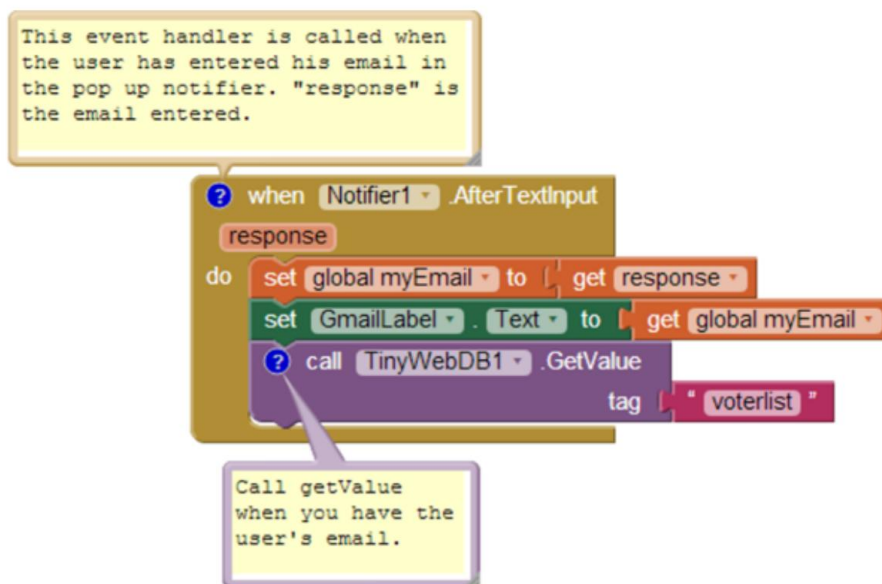 This event handler is called when
the user has entered his email in
the pop up notifier. "response" is
the email entered.
? when Notifier1 .AfterTextInput
response
do set global myEmail to get response
set GmailLabel . Text to get global myEmail
? call TinyWebDB1 .GetValue
tag " voterlist "
Call getValue
when you have the
user's email.